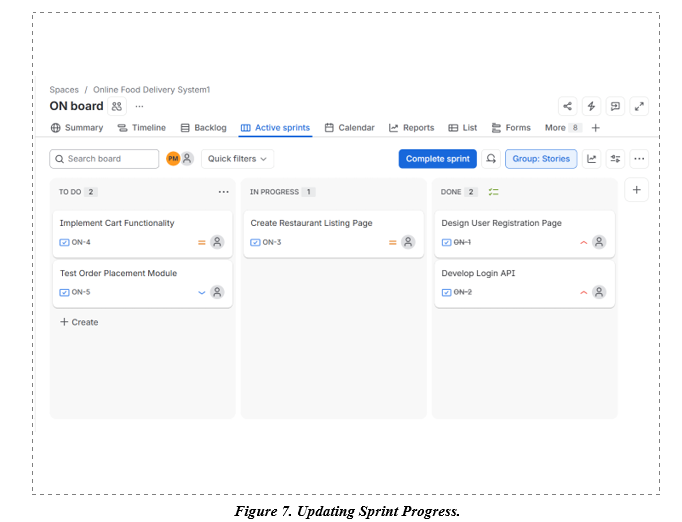 Spaces / Online Food Delivery System1
ON board
Summary Timeline Backlog Active sprints Calendar Reports List Forms More 8
Search board PM Quick filters Complete sprint Group: Stories
TO DO 2
Implement Cart Functionality
ON-4
Test Order Placement Module
ON-5
Create
IN PROGRESS 1
Create Restaurant Listing Page
ON-3
DONE 2
Design User Registration Page
ON-1
Develop Login API
ON-2
Figure 7. Updating Sprint Progress.